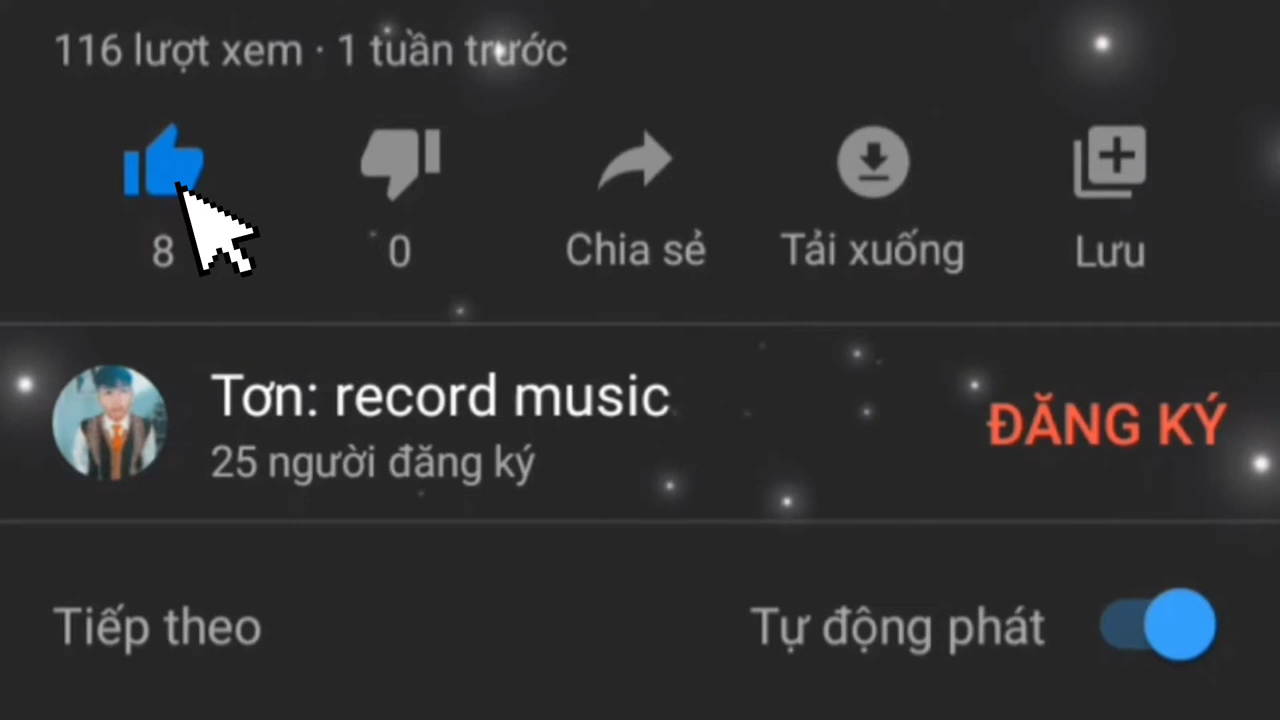 116 lượt xem · 1 tuần trước
8 0 Chia sẻ Tải xuống Lưu
Tơn: record music
25 người đăng ký
ĐĂNG KÝ
Tiếp theo Tự động phát